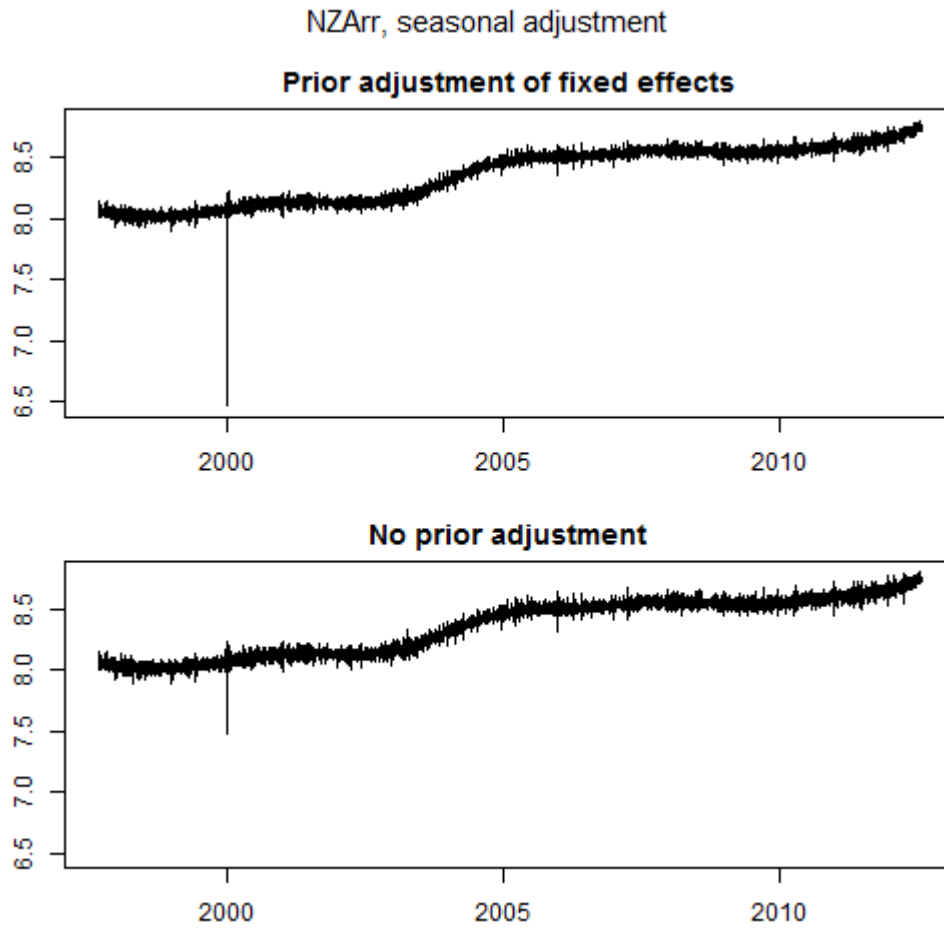 NZArr, seasonal adjustment
Prior adjustment of fixed effects
8.5
8.0
7.5
7.0
6.5
2000 2005 2010
No prior adjustment
8.5
8.0
7.5
7.0
6.5
2000 2005 2010